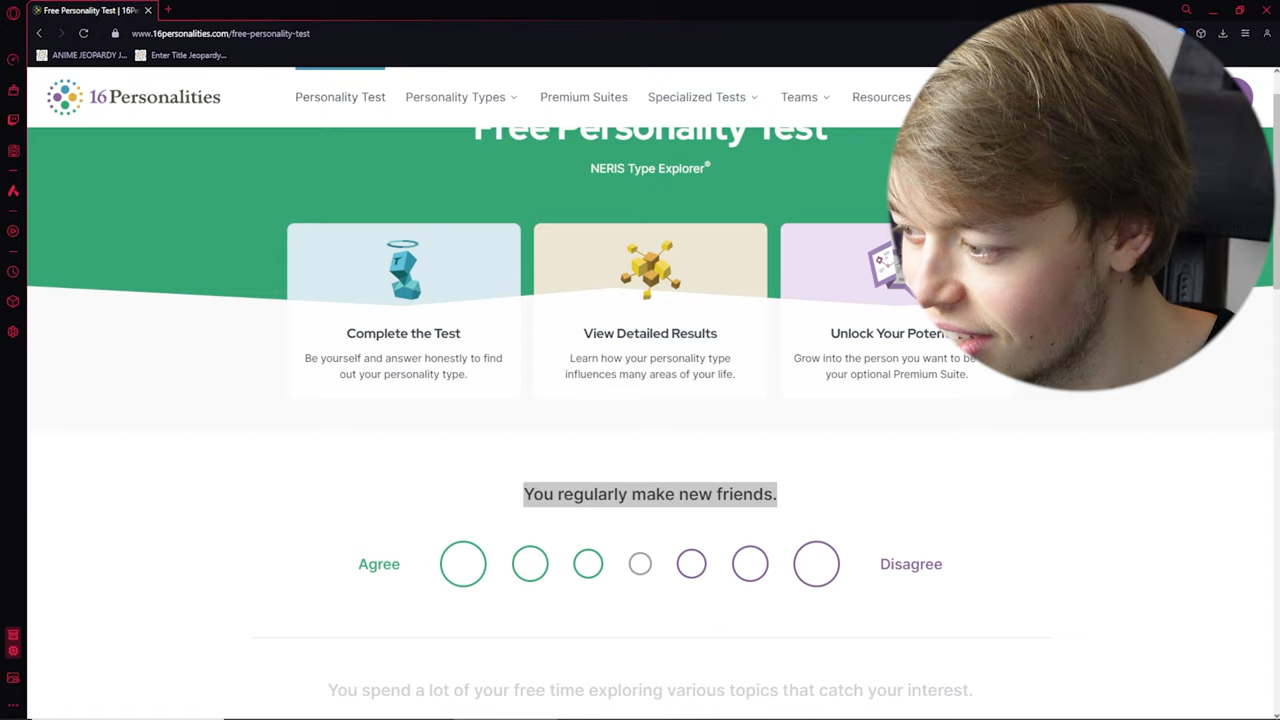 Free Personality Test | 16P
ANIME JEOPARDY J...
Enter Title Jeopardy...
www.16personalities.com/free-personality-test
16Personalities
Personality Test
Personality Types
Premium Suites
Specialized Tests
Teams
Resources
Free Personality Test
NERIS Type Explorer®
T
Complete the Test
Be yourself and answer honestly to find
out your personality type.
View Detailed Results
Learn how your personality type
influences many areas of your life.
Unlock Your
Grow into the person you want to be
your optional Premium Suite.
You regularly make new friends.
Agree
Disagree
You spend a lot of your free time exploring various topics that catch your interest.